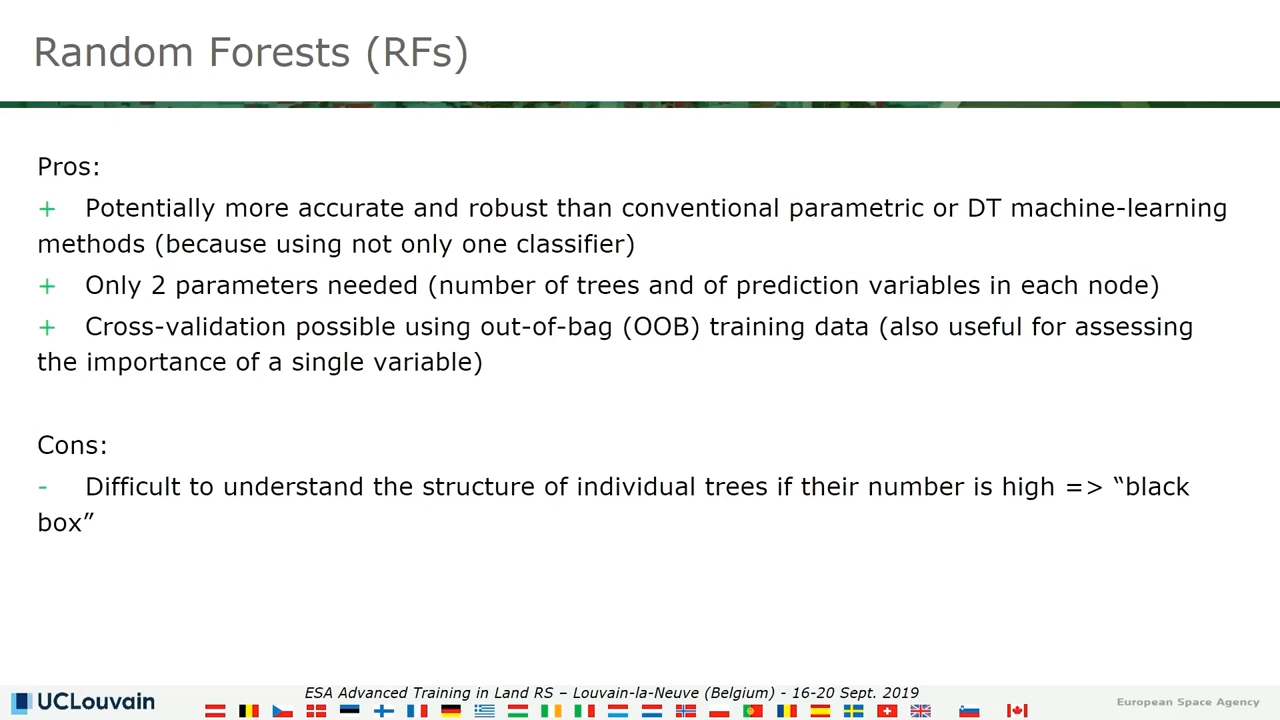 Random Forests (RFs)
Pros:
+ Potentially more accurate and robust than conventional parametric or DT machine-learning
methods (because using not only one classifier)
+ Only 2 parameters needed (number of trees and of prediction variables in each node)
+ Cross-validation possible using out-of-bag (OOB) training data (also useful for assessing
the importance of a single variable)
Cons:
- Difficult to understand the structure of individual trees if their number is high => “black
box”
ESA Advanced Training in Land RS – Louvain-la-Neuve (Belgium) - 16-20 Sept. 2019
UCLouvain
European Space Agency